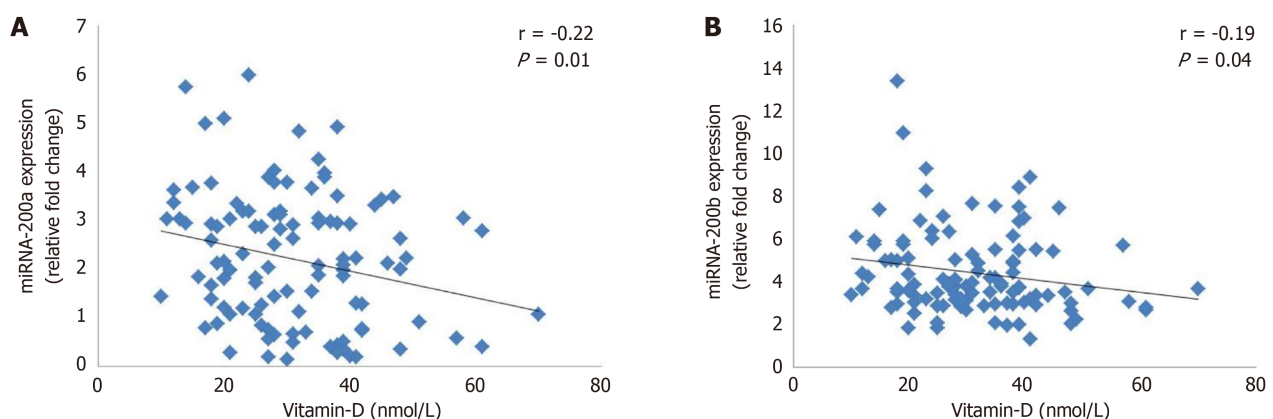 A
r = -0.22
P = 0.01
miRNA-200a expression
(relative fold change)
7
6
5
4
3
2
1
0
0 20 40 60 80
Vitamin-D (nmol/L)
B
r = -0.19
P = 0.04
miRNA-200b expression
(relative fold change)
16
14
12
10
8
6
4
2
0
0 20 40 60 80
Vitamin-D (nmol/L)